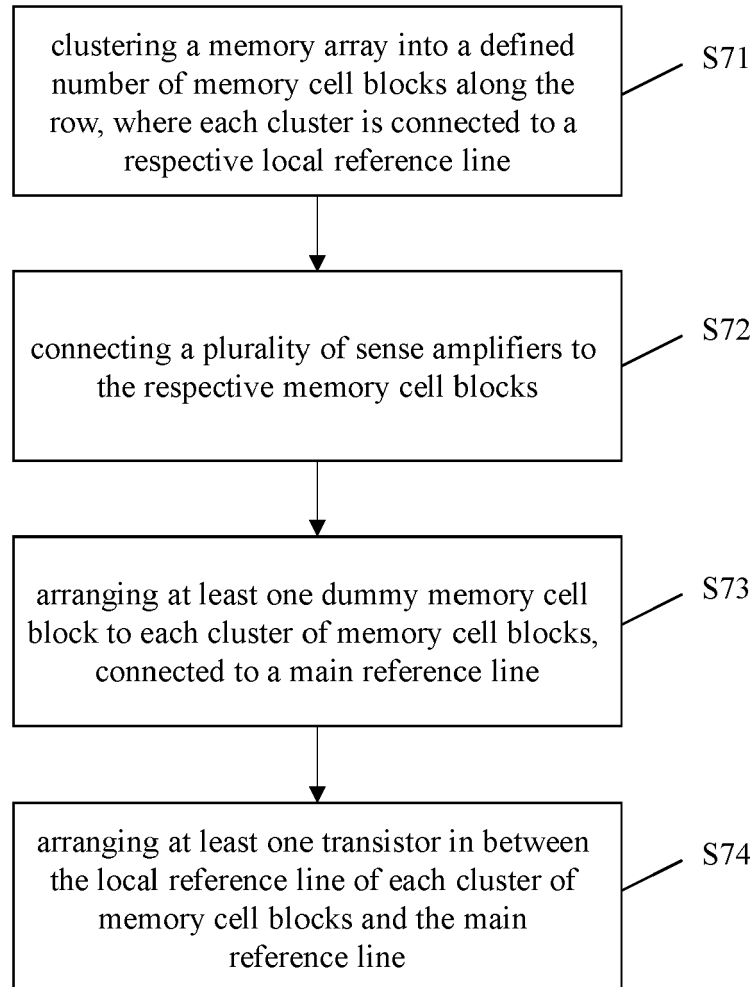 clustering a memory array into a defined
number of memory cell blocks along the
row, where each cluster is connected to a
respective local reference line
S71
connecting a plurality of sense amplifiers to
the respective memory cell blocks
S72
arranging at least one dummy memory cell
block to each cluster of memory cell blocks,
connected to a main reference line
S73
arranging at least one transistor in between
the local reference line of each cluster of
memory cell blocks and the main
reference line
S74